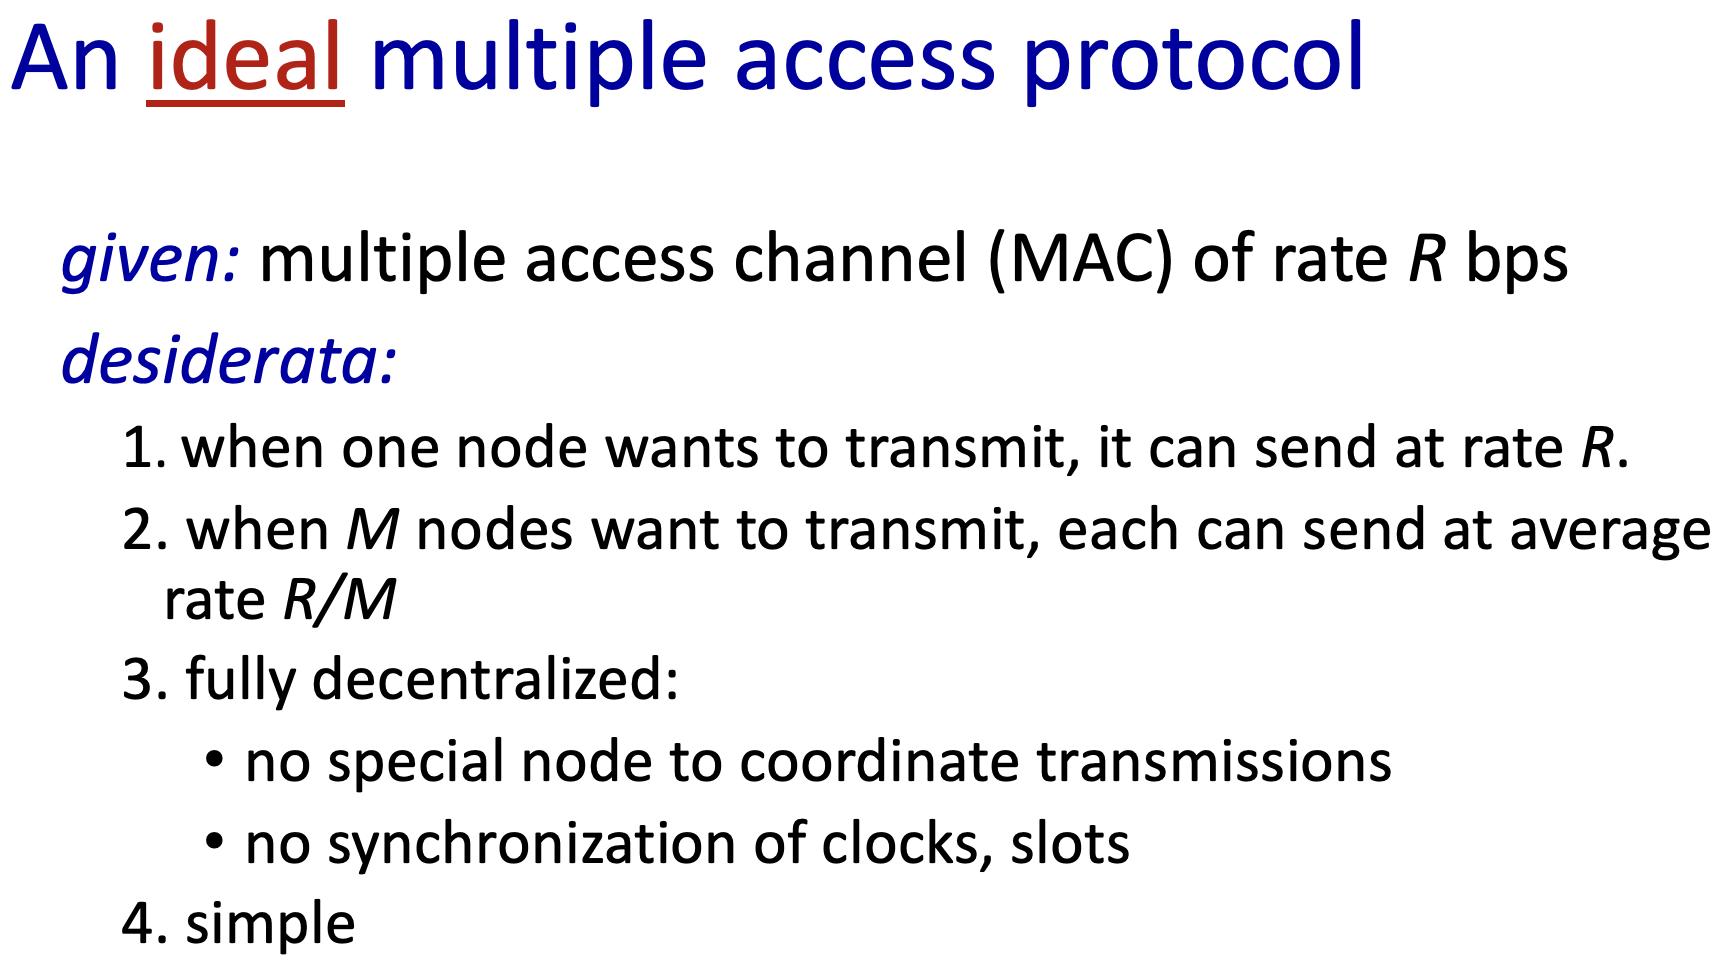 An ideal multiple access protocol
given: multiple access channel (MAC) of rate R bps
desiderata:
1. when one node wants to transmit, it can send at rate R.
2. when M nodes want to transmit, each can send at average
rate R/M
3. fully decentralized:
• no special node to coordinate transmissions
• no synchronization of clocks, slots
4. simple